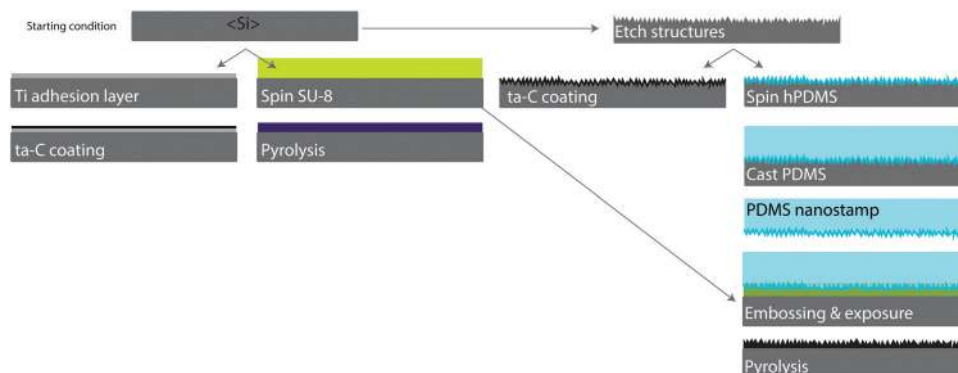 Starting condition
<Si>
Etch structures
Ti adhesion layer
Spin SU-8
ta-C coating
Spin hPDMS
ta-C coating
Pyrolysis
Cast PDMS
PDMS nanostamp
Embossing & exposure
Pyrolysis